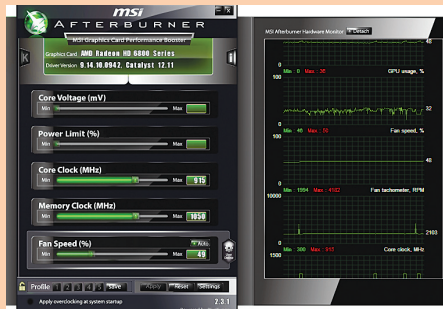 msi
AFTERBURNER
MSI Graphics Card Performance Booster
Graphics Card AMD Radeon HD 6800 Series
Driver Version 9.14.10.0942, Catalyst 12.11
K
Core Voltage (mV)
Min Max
Power Limit (%)
Min Max
Core Clock (MHz)
Min Max 915
Memory Clock (MHz)
Min Max 1050
Fan Speed (%) Auto
Min Max 49
Profile 1 2 3 4 5 Save Apply Reset Settings
Apply overclocking at system startup 2.3.1
MSI Afterburner Hardware Monitor Detach
48
0
100 Min : 0 Max : 35 GPU usage, %
32
0
100 Min : 46 Max : 50 Fan speed, %
48
0
10000 Min : 1994 Max : 4102 Fan tachometer, RPM
2103
0
1500 Min : 300 Max : 915 Core clock, MHz